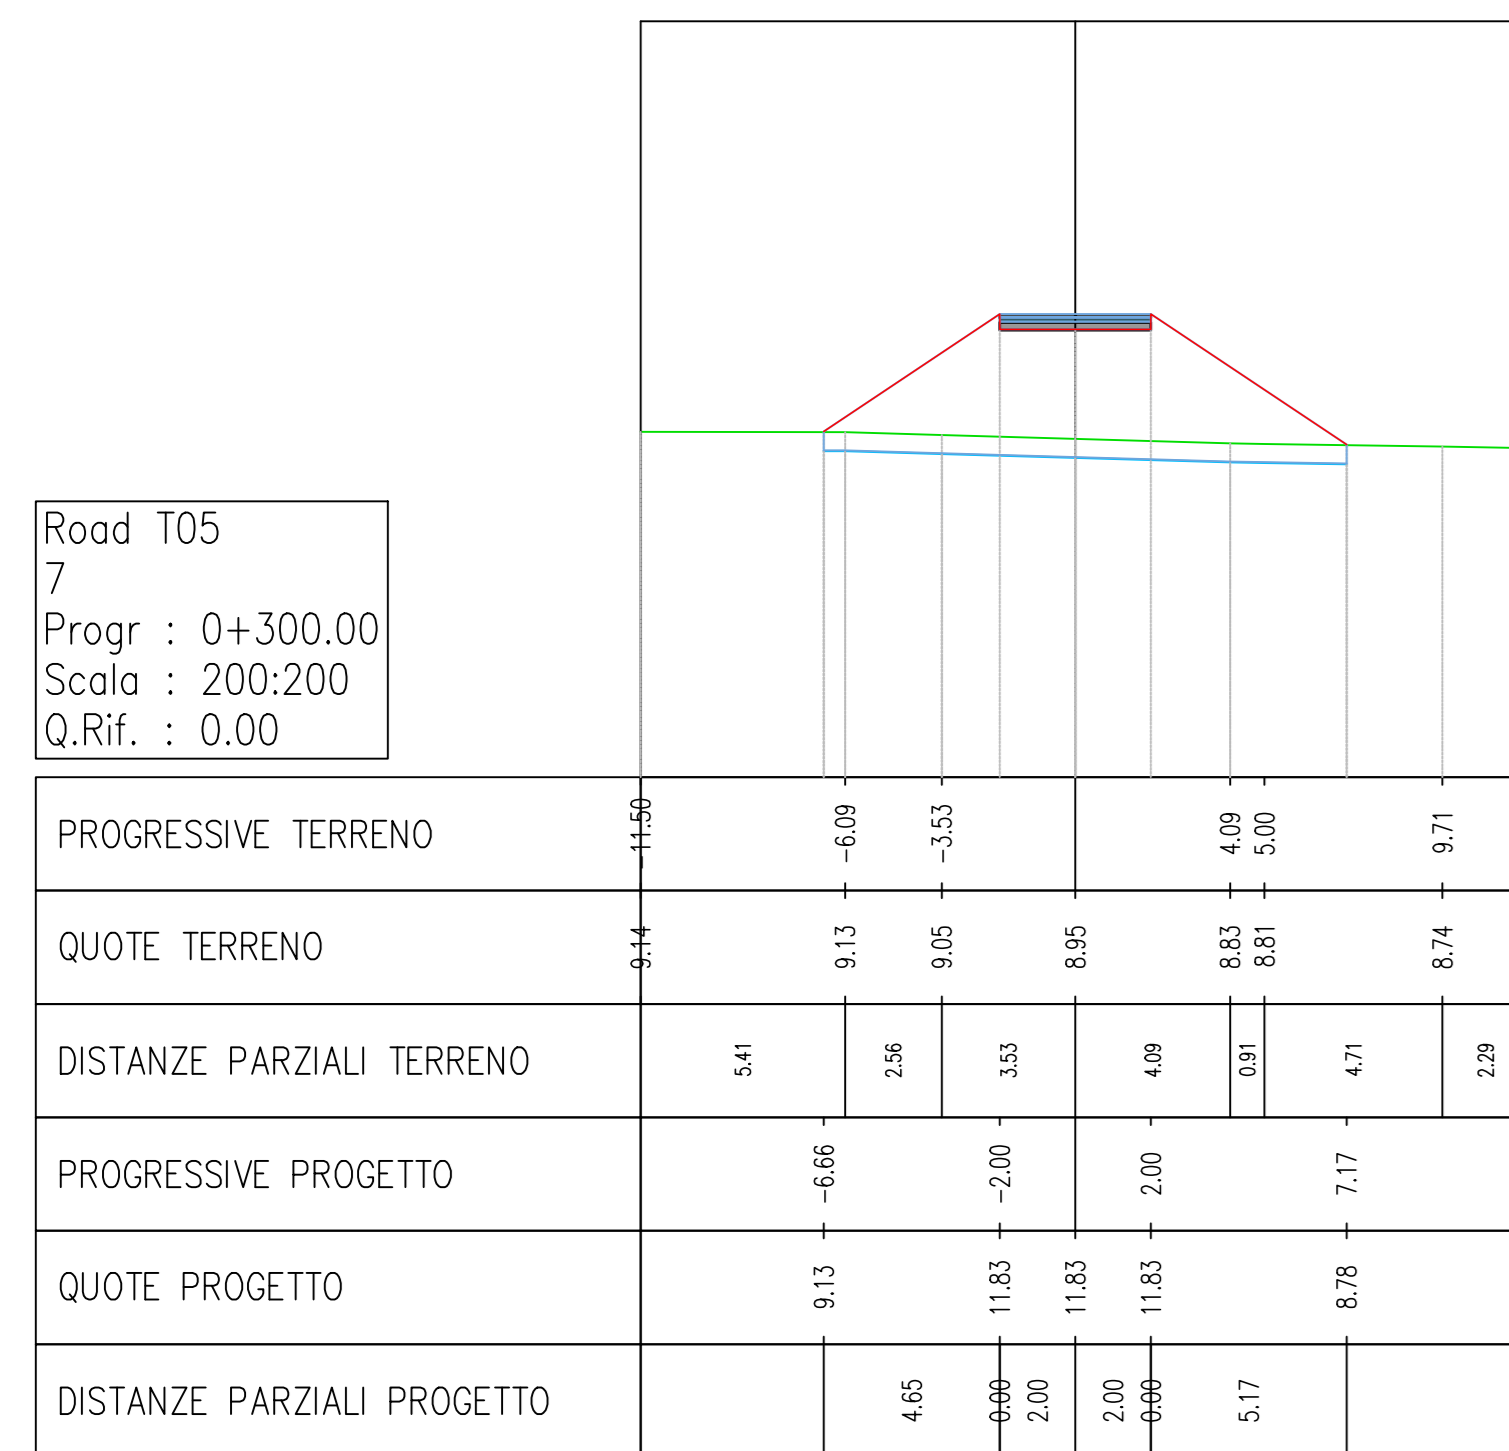 Road T05
7
Progr : 0+300.00
Scala : 200:200
Q.Rif. : 0.00
PROGRESSIVE TERRENO -11.50 -6.09 -3.53 4.09 5.00 9.71
QUOTE TERRENO 9.14 9.13 9.05 8.95 8.83 8.81 8.74
DISTANZE PARZIALI TERRENO 5.41 2.56 3.53 4.09 0.91 4.71 2.29
PROGRESSIVE PROGETTO -6.66 -2.00 2.00 7.17
QUOTE PROGETTO 9.13 11.83 11.83 11.83 8.78
DISTANZE PARZIALI PROGETTO 4.65 0.00 2.00 2.00 0.00 5.17